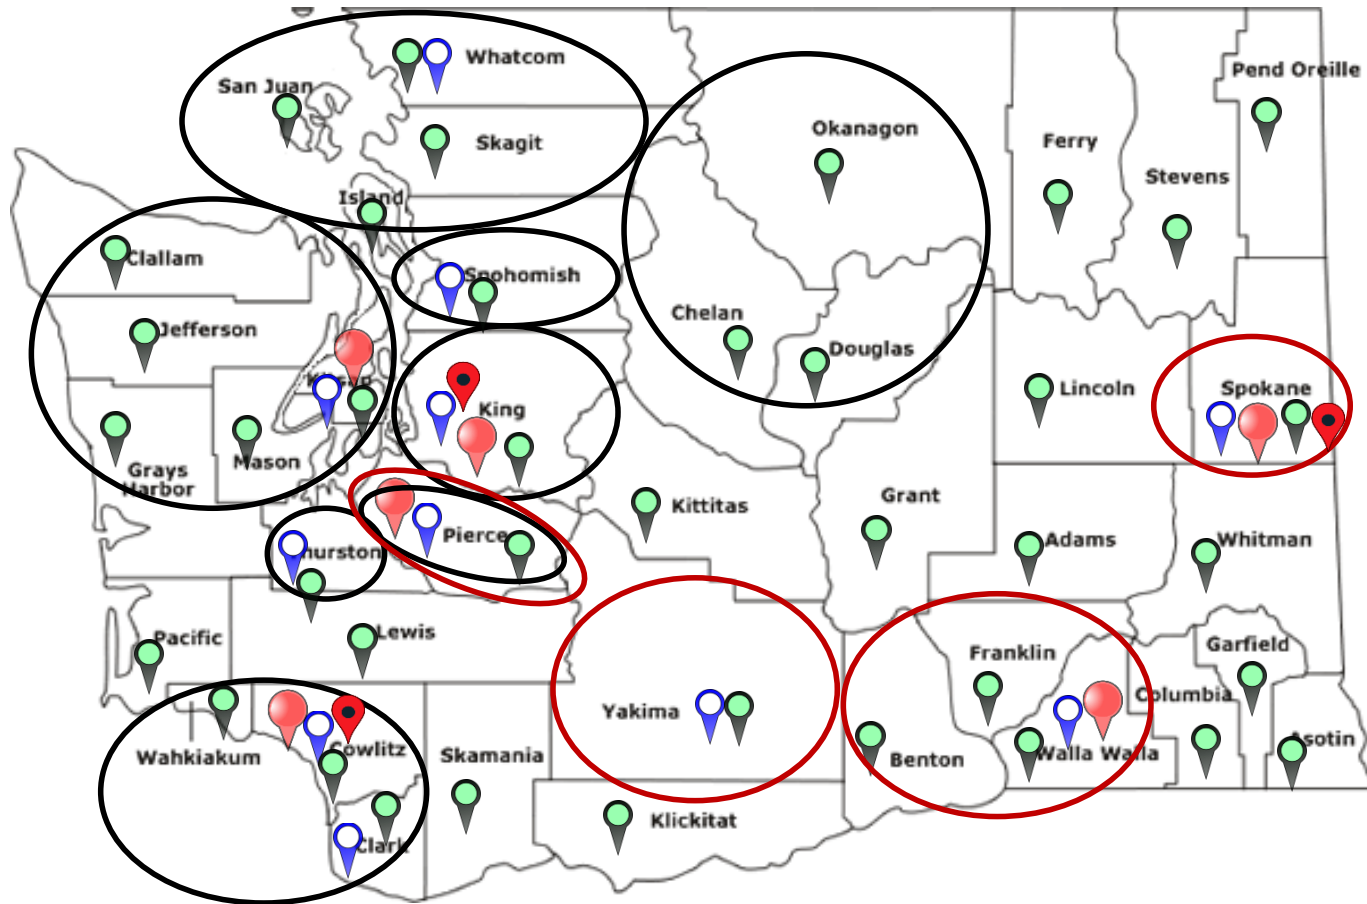 Whatcom
Pend Oreille
San Juan
Okanagon
Ferry
Skagit
Stevens
Island
Clallam
Snohomish
Chelan
Jefferson
Douglas
Kitsap
Lincoln
Spokane
King
Mason
Grays
Harbor
Grant
Kittitas
Pierce
Adams
Whitman
Thurston
Lewis
Pacific
Garfield
Franklin
Columbia
Yakima
Asotin
Cowlitz
Walla Walla
Wahkiakum
Skamania
Benton
Klickitat
Clark